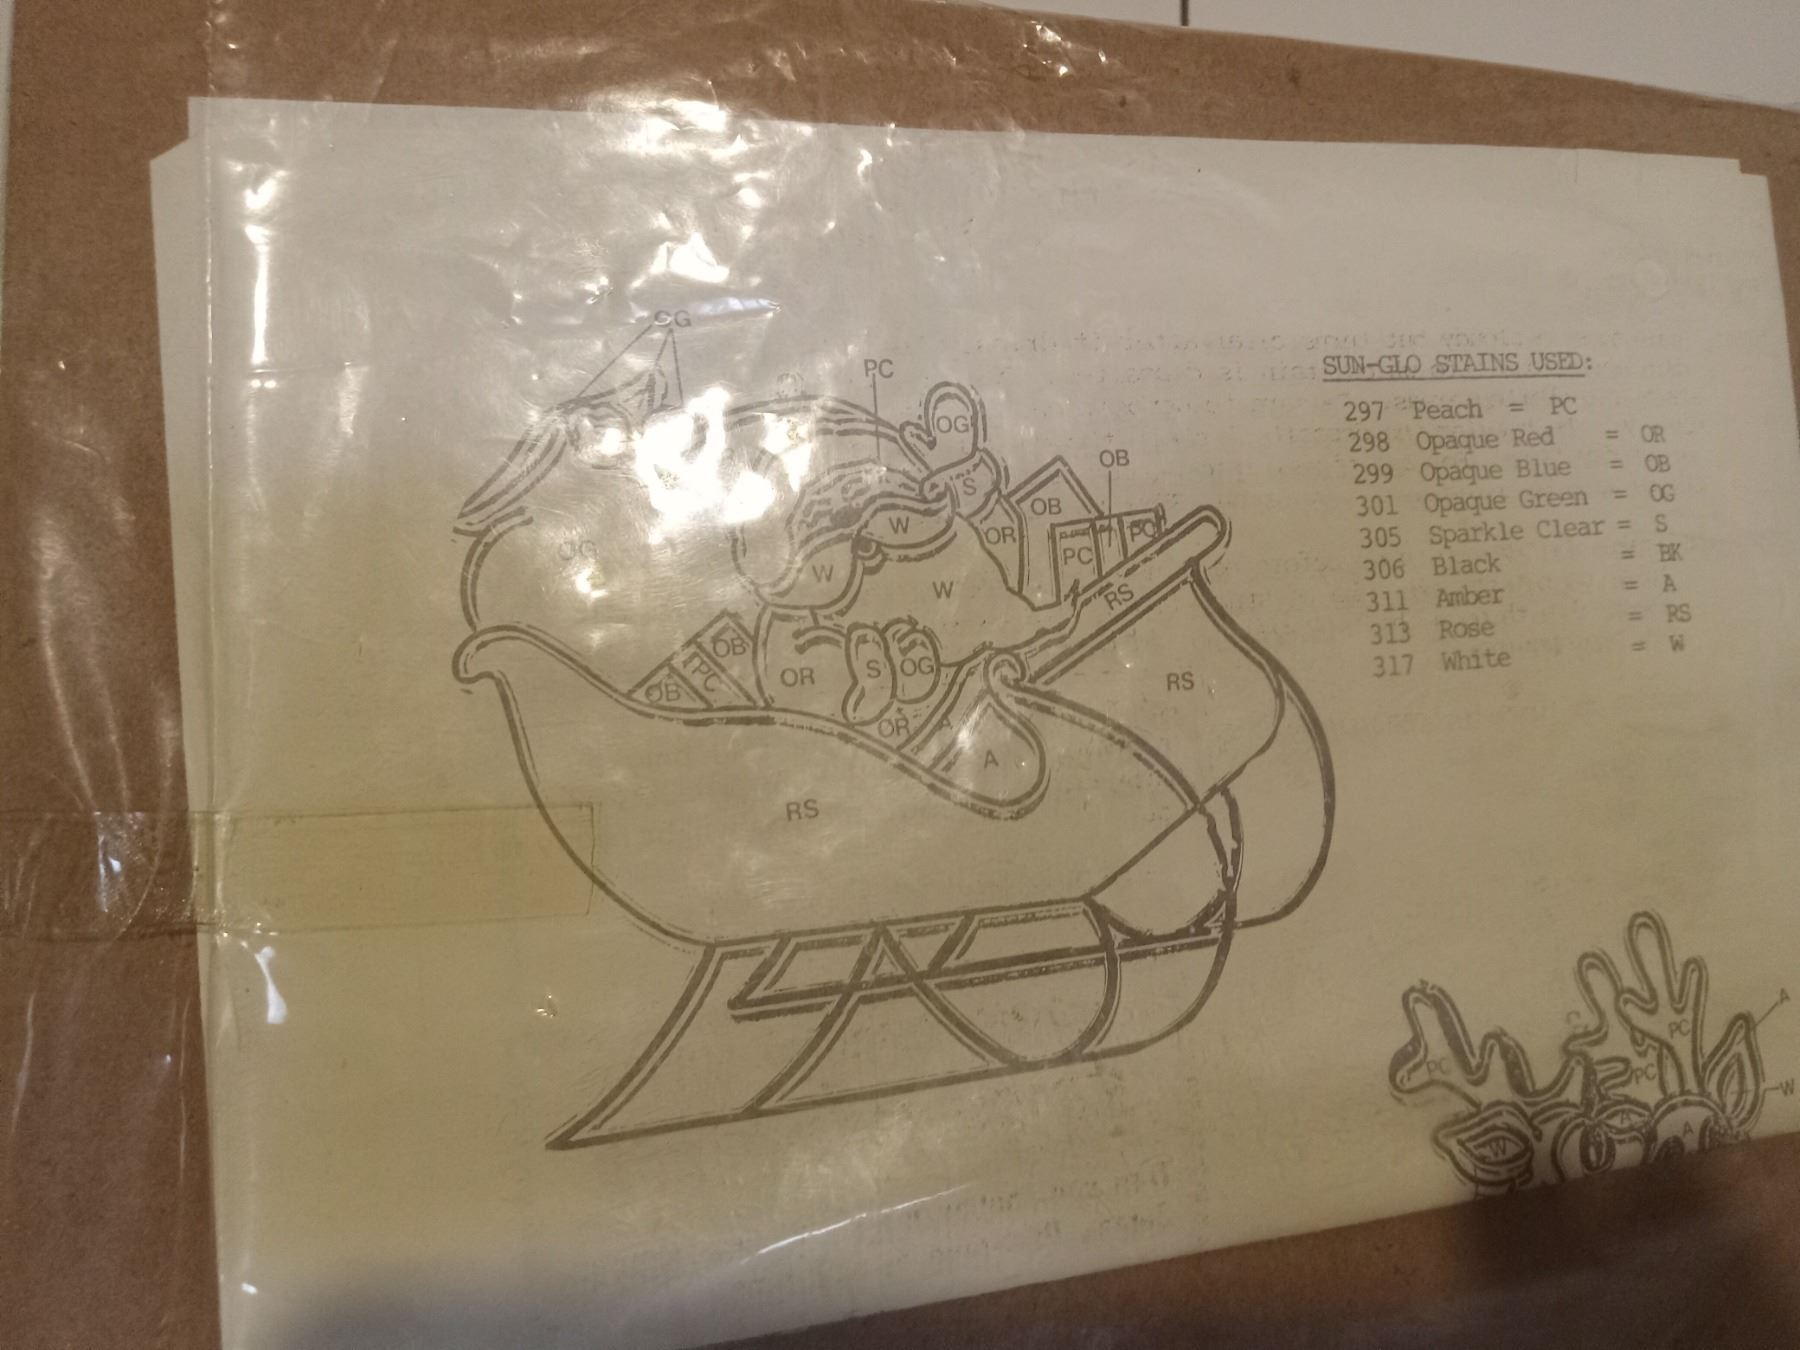 OG
PC
OG
OB
S
OB
W
OR
PC
PC
OG
W
W
RS
OB
PC
OB
OR
S
OG
RS
OR
A
A
RS
SUN-GLO STAINS USED:
297 Peach = PC
298 Opaque Red = OR
299 Opaque Blue = OB
301 Opaque Green = OG
305 Sparkle Clear = S
306 Black = BK
311 Amber = A
313 Rose = RS
317 White = W
A
PC
PC
PC
W
A
A
W